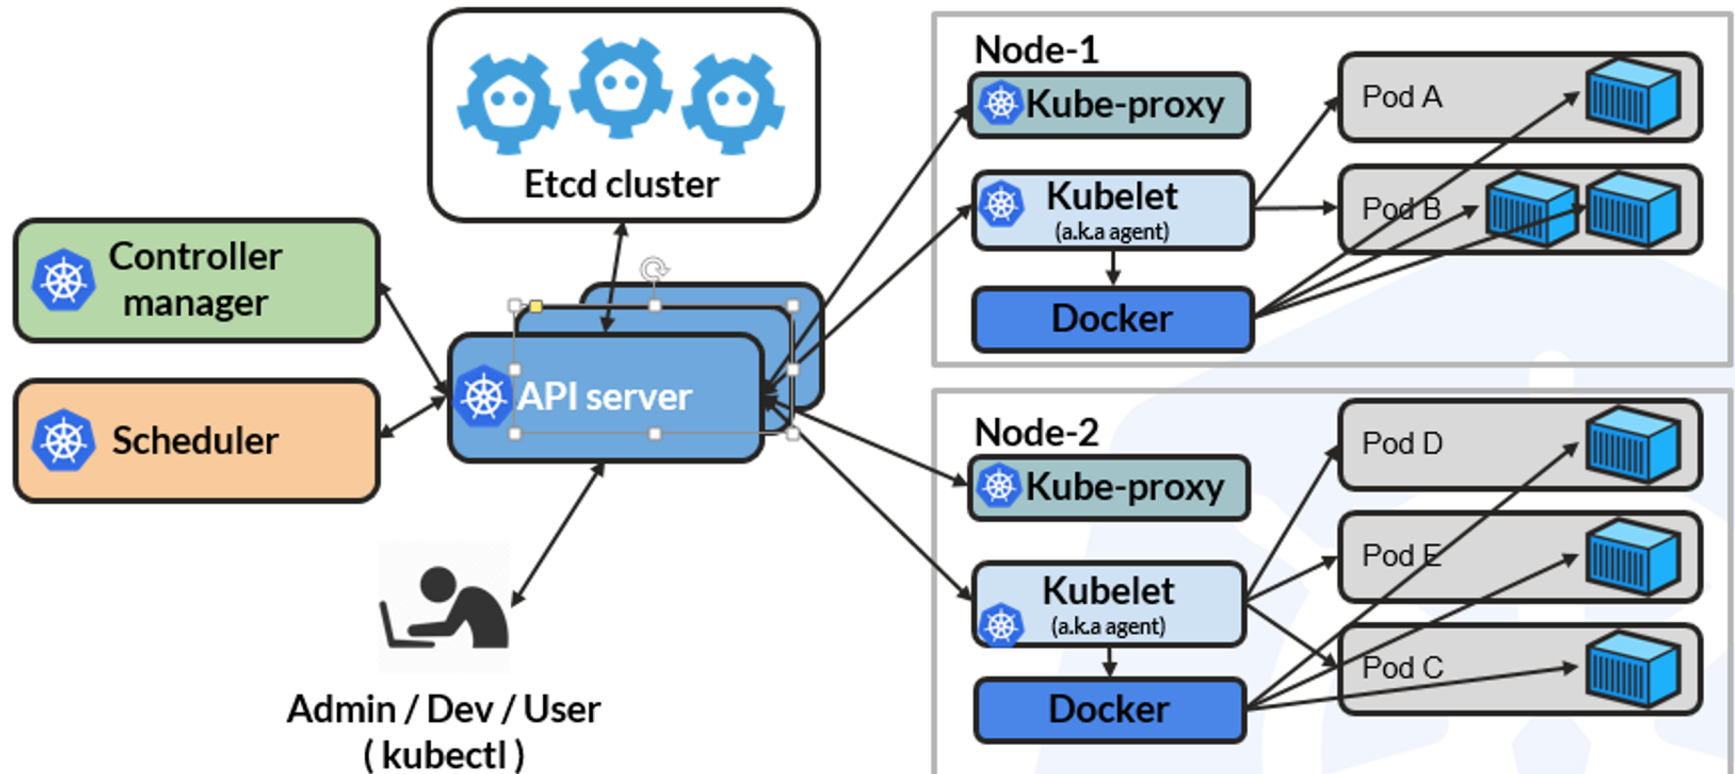 Etcd cluster
Controller
manager
Scheduler
API server
Admin / Dev / User
( kubectl )
Node-1
Kube-proxy
Kubelet
(a.k.a agent)
Docker
Pod A
Pod B
Node-2
Kube-proxy
Kubelet
(a.k.a agent)
Docker
Pod D
Pod E
Pod C